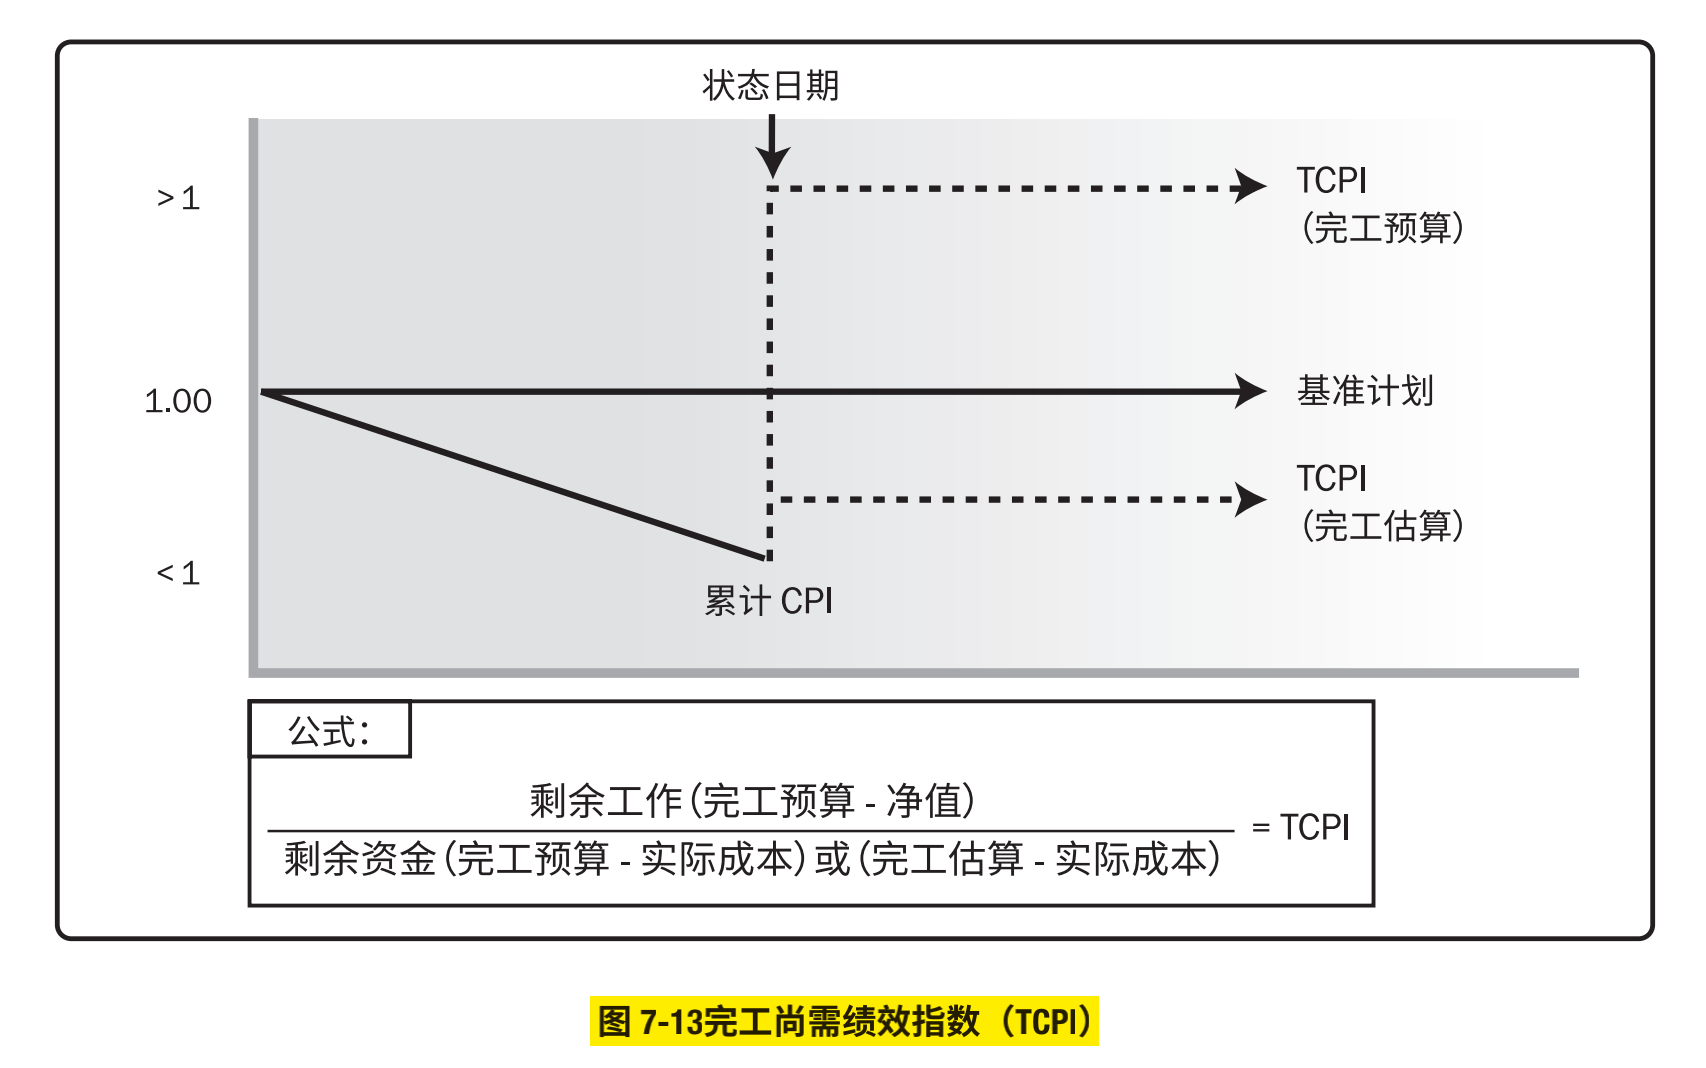 状态日期
>1
TCPI
（完工预算）
1.00
基准计划
TCPI
（完工估算）
<1
累计 CPI
公式：
剩余工作（完工预算 - 净值）
剩余资金（完工预算 - 实际成本）或（完工估算 - 实际成本）
= TCPI
图 7-13完工尚需绩效指数（TCPI）